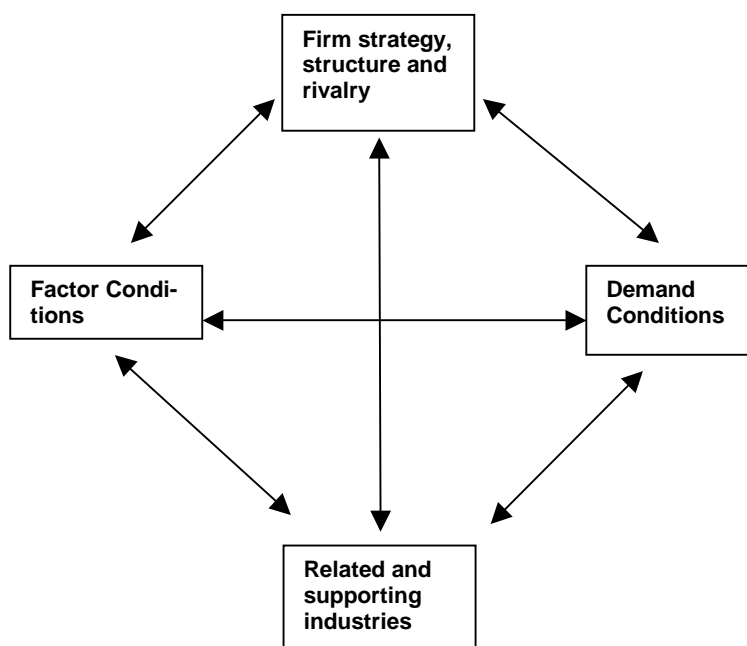 Firm strategy,
structure and
rivalry
Factor Condi-
tions
Demand
Conditions
Related and
supporting
industries